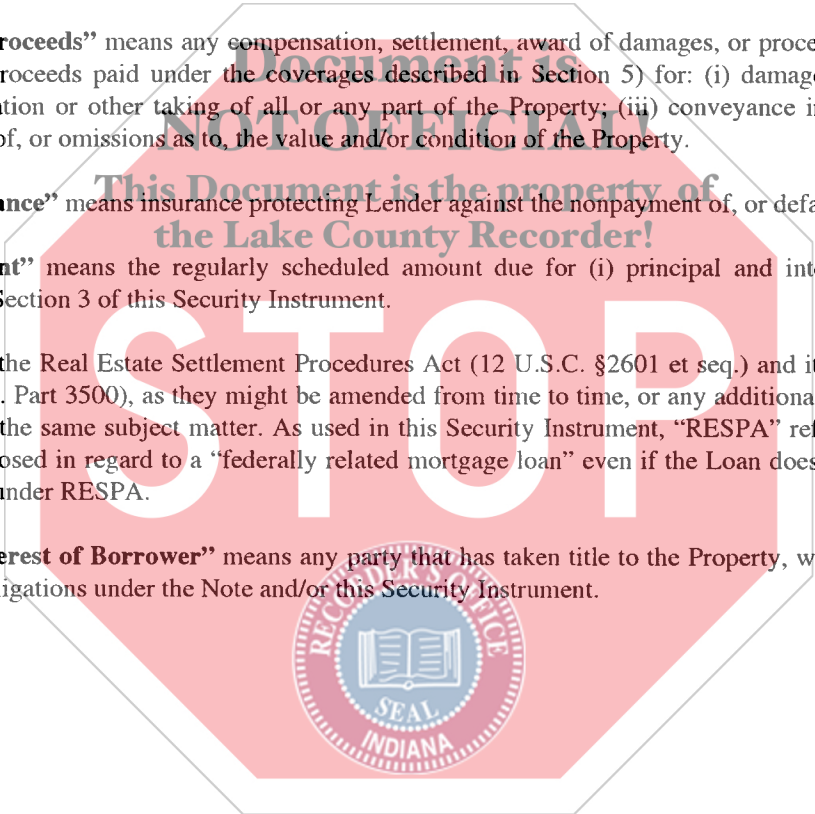 roceeds” means any compensation, settlement, award of damages, or proce
Document is
roceeds paid under the coverages described in Section 5) for: (i) damag
ation or other taking of all or any part of the Property; (iii) conveyance i
NOT OFFICIAL!
of, or omissions as to, the value and/or condition of the Property.
This Document is the property of
ance” means insurance protecting Lender against the nonpayment of, or defa
the Lake County Recorder!
nt” means the regularly scheduled amount due for (i) principal and int
Section 3 of this Security Instrument.
STOP
the Real Estate Settlement Procedures Act (12 U.S.C. §2601 et seq.) and i
. Part 3500), as they might be amended from time to time, or any additiona
the same subject matter. As used in this Security Instrument, “RESPA” ref
osed in regard to a “federally related mortgage loan” even if the Loan does
under RESPA.
erest of Borrower” means any party that has taken title to the Property, w
igations under the Note and/or this Security Instrument.
RECORDER'S OFFICE
SEAL
INDIANA